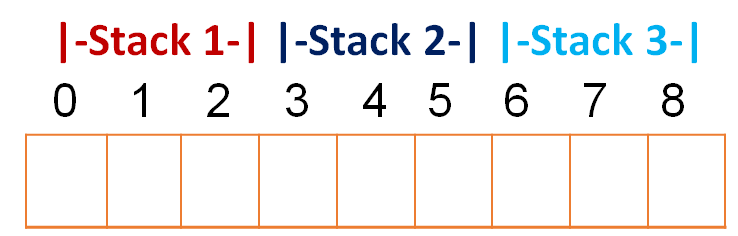 |-Stack 1-| |-Stack 2-| |-Stack 3-|
0 1 2 3 4 5 6 7 8